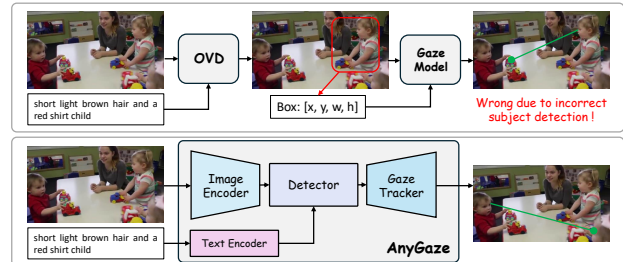 OVD
Gaze
Model
short light brown hair and a
red shirt child
Box: [x, y, w, h]
Wrong due to incorrect
subject detection !
Image
Encoder
Detector
Gaze
Tracker
short light brown hair and a
red shirt child
Text Encoder
AnyGaze